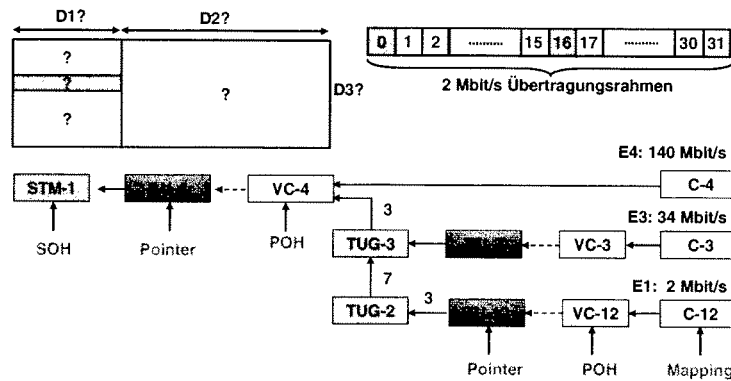 D1? D2?
0 1 2 ......... 15 16 17 ......... 30 31
?
?
?
?
D3?
2 Mbit/s Übertragungsrahmen
E4: 140 Mbit/s
STM-1 VC-4 C-4
3
E3: 34 Mbit/s
SOH Pointer POH
TUG-3 VC-3 C-3
7
E1: 2 Mbit/s
3
TUG-2 VC-12 C-12
Pointer POH Mapping